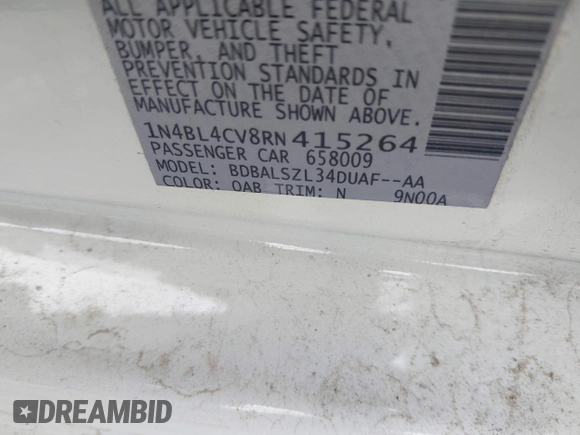 ALL APPLICABLE FEDERAL
MOTOR VEHICLE SAFETY,
BUMPER, AND THEFT
PREVENTION STANDARDS IN
EFFECT ON THE DATE OF
MANUFACTURE SHOWN ABOVE.
1N4BL4CV8RN415264
PASSENGER CAR 658009
MODEL: BDBALSZL34DUAF--AA
COLOR: QAB TRIM: N 9N00A
DREAMBID